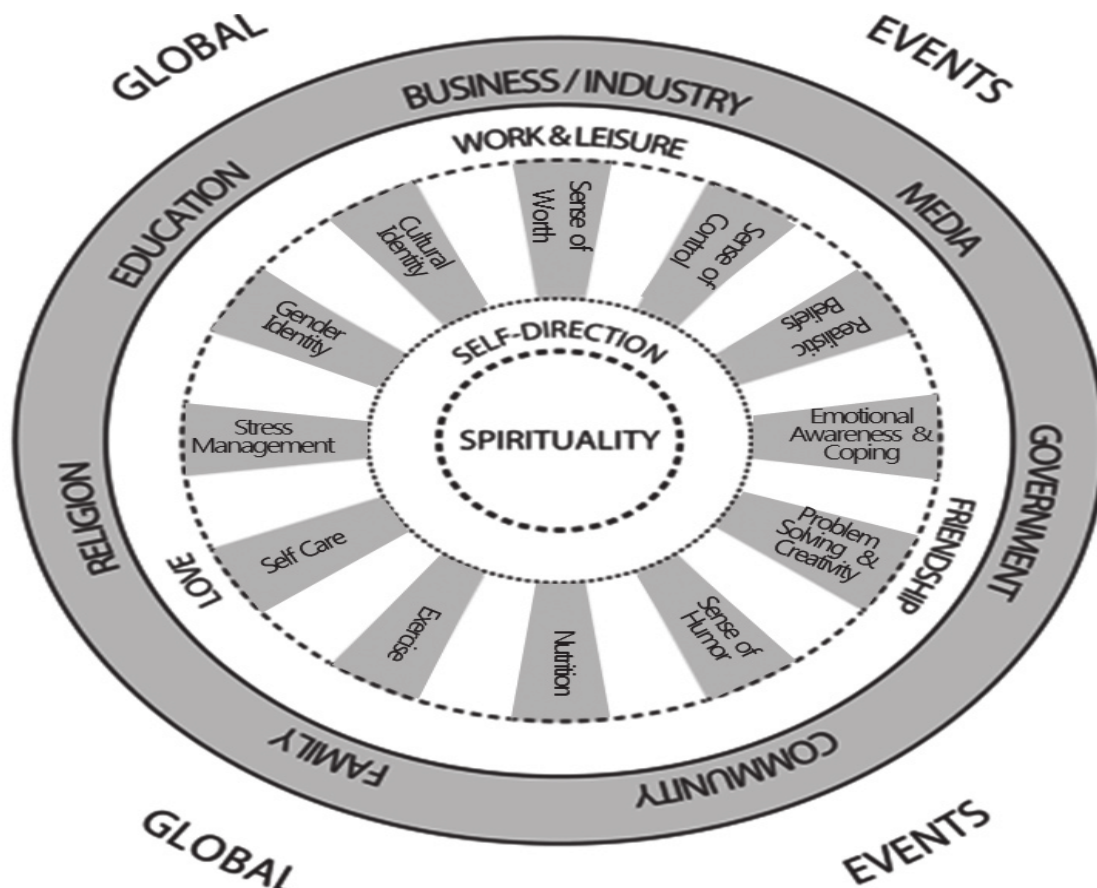 GLOBAL
EVENTS
BUSINESS / INDUSTRY
WORK & LEISURE
EDUCATION
MEDIA
Sense of
Worth
Cultural
Identity
Sense of
Control
Gender
Identity
Realistic
Beliefs
SELF-DIRECTION
SPIRITUALITY
Stress
Management
Emotional
Awareness &
Coping
GOVERNMENT
RELIGION
Self Care
Problem
Solving &
Creativity
LOVE
FRIENDSHIP
Exercise
Nutrition
Sense of
Humor
FAMILY
COMMUNITY
GLOBAL
EVENTS